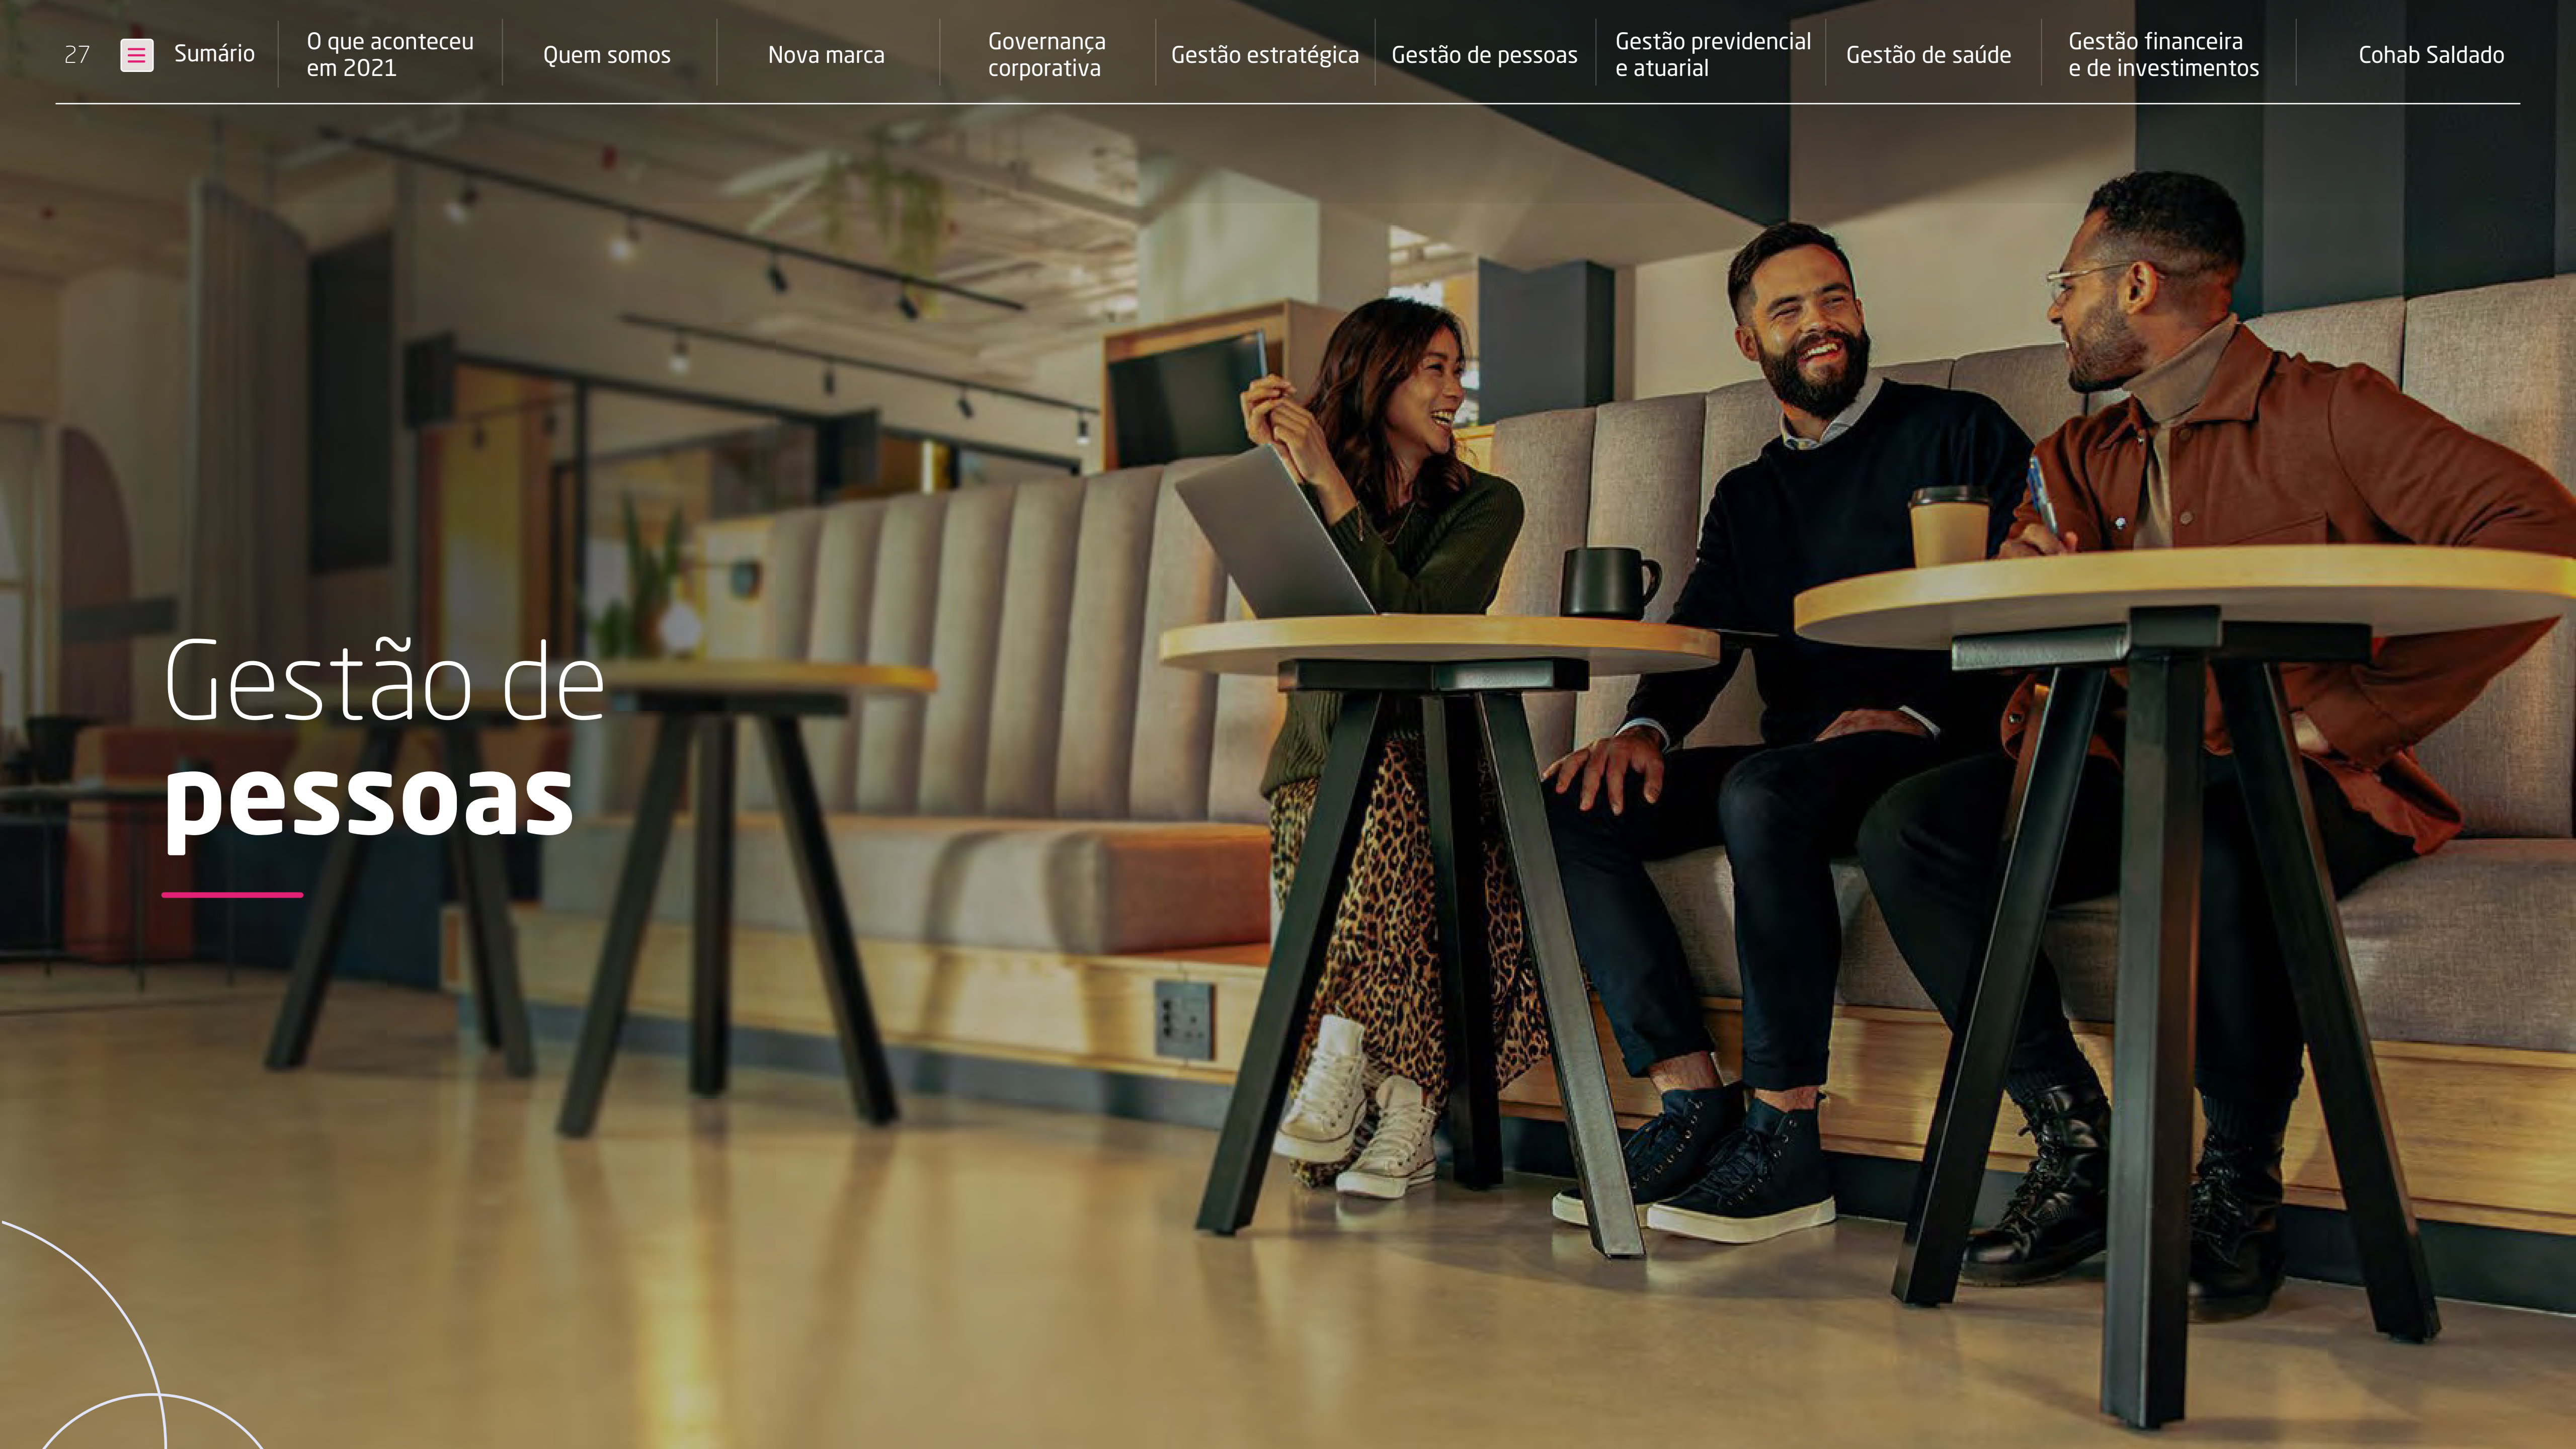 27
Sumário
O que aconteceu
em 2021
Quem somos
Nova marca
Governança
corporativa
Gestão estratégica
Gestão de pessoas
Gestão previdencial
e atuarial
Gestão de saúde
Gestão financeira
e de investimentos
Cohab Saldado
Gestão de
pessoas